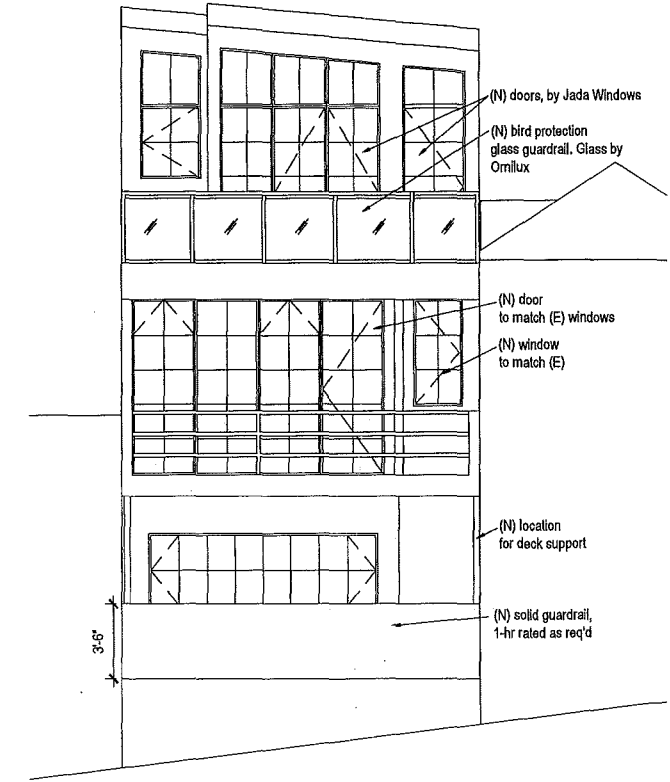 (N) doors, by Jada Windows
(N) bird protection
glass guardrail. Glass by
Ornilux
(N) door
to match (E) windows
(N) window
to match (E)
(N) location
for deck support
(N) solid guardrail,
1-hr rated as req'd
3'-6"